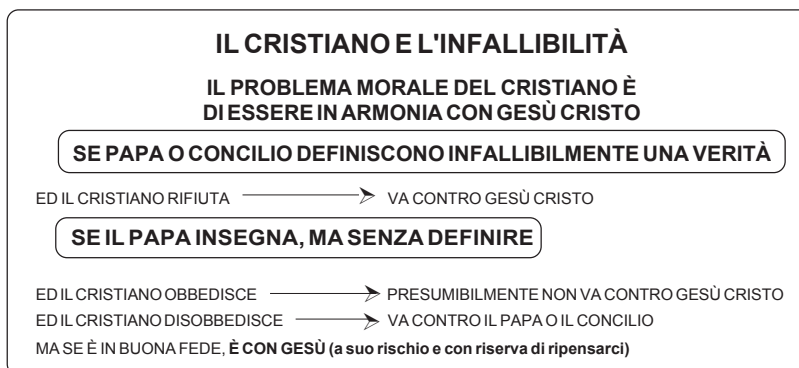 IL CRISTIANO E L'INFALLIBILITÀ
IL PROBLEMA MORALE DEL CRISTIANO È
DI ESSERE IN ARMONIA CON GESÙ CRISTO
SE PAPA O CONCILIO DEFINISCONO INFALLIBILMENTE UNA VERITÀ
ED IL CRISTIANO RIFIUTA VA CONTRO GESÙ CRISTO
SE IL PAPA INSEGNA, MA SENZA DEFINIRE
ED IL CRISTIANO OBBEDISCE PRESUMIBILMENTE NON VA CONTRO GESÙ CRISTO
ED IL CRISTIANO DISOBBEDISCE VA CONTRO IL PAPA O IL CONCILIO
MA SE È IN BUONA FEDE, È CON GESÙ (a suo rischio e con riserva di ripensarci)